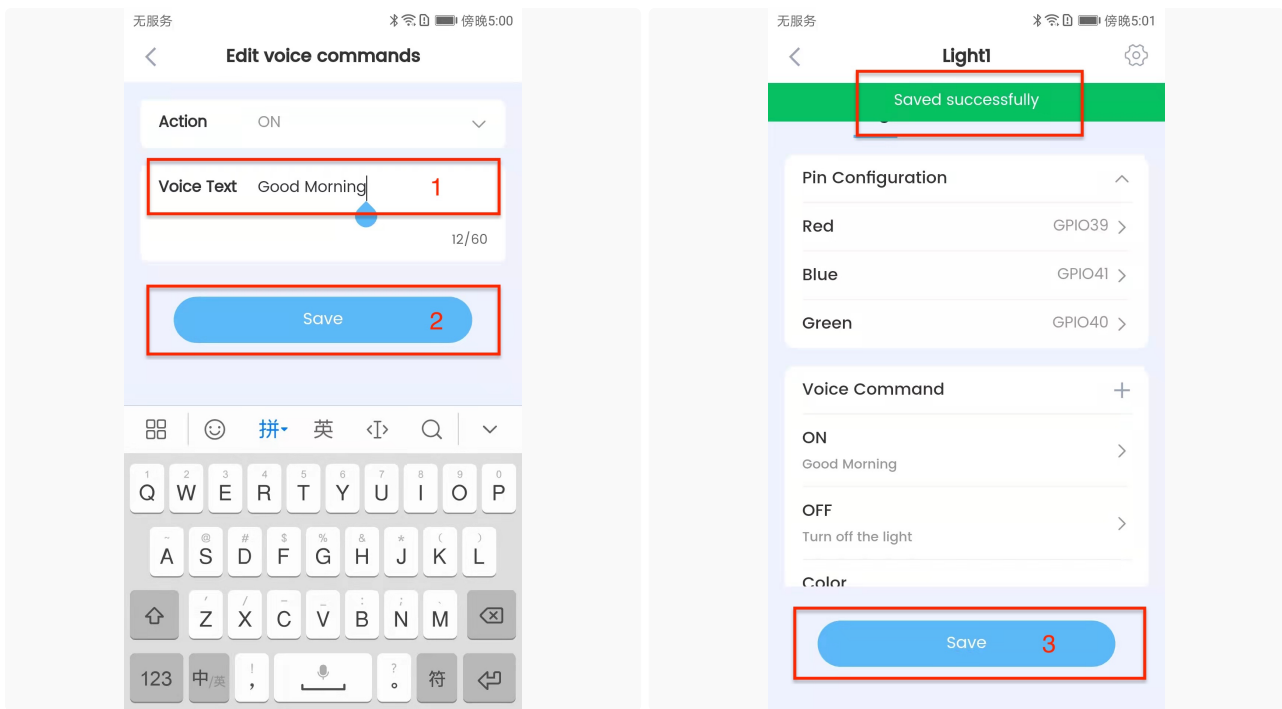 无服务
傍晚5:00
Edit voice commands
Action ON
Voice Text Good Morning 1
12/60
Save 2
拼 英
1 2 3 4 5 6 7 8 9 0
Q W E R T Y U I O P
~ @ # $ % & * ( )
A S D F G H J K L
' / – _ : ; ·
Z X C V B N M
123 中/英 ! , ? 。 符
无服务
傍晚5:01
Light1
Saved successfully
Pin Configuration
Red GPIO39
Blue GPIO41
Green GPIO40
Voice Command
ON
Good Morning
OFF
Turn off the light
Color
Save 3